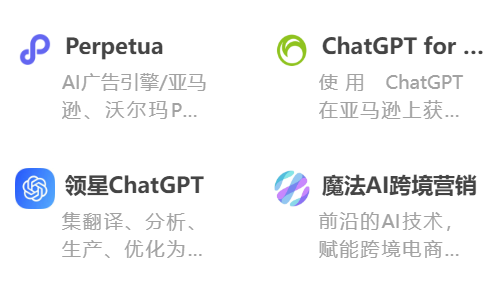 Perpetua
AI广告引擎/亚马
逊、沃尔玛P...
ChatGPT for ...
使用 ChatGPT
在亚马逊上获...
领星ChatGPT
集翻译、分析、
生产、优化为...
魔法AI跨境营销
前沿的AI技术，
赋能跨境电商...